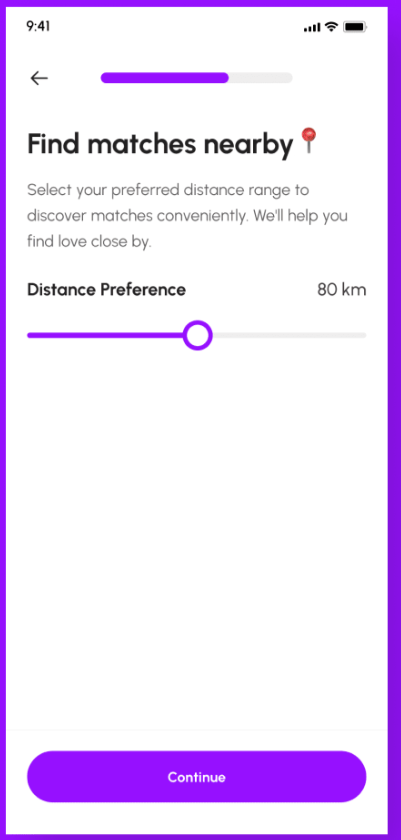 9:41
Find matches nearby📍
Select your preferred distance range to
discover matches conveniently. We'll help you
find love close by.
Distance Preference 80 km
Continue